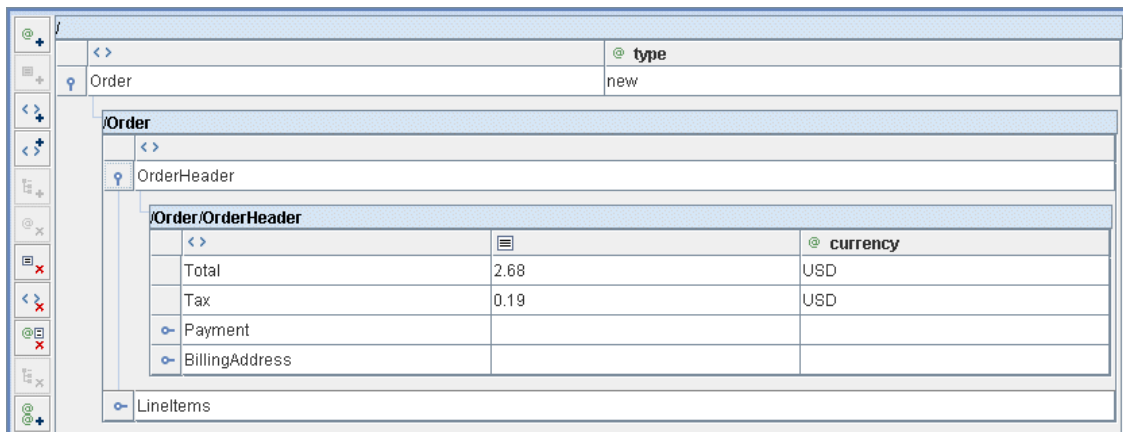 /
< > @ type
Order new
/Order
< >
OrderHeader
/Order/OrderHeader
< > @ currency
Total 2.68 USD
Tax 0.19 USD
Payment
BillingAddress
LineItems